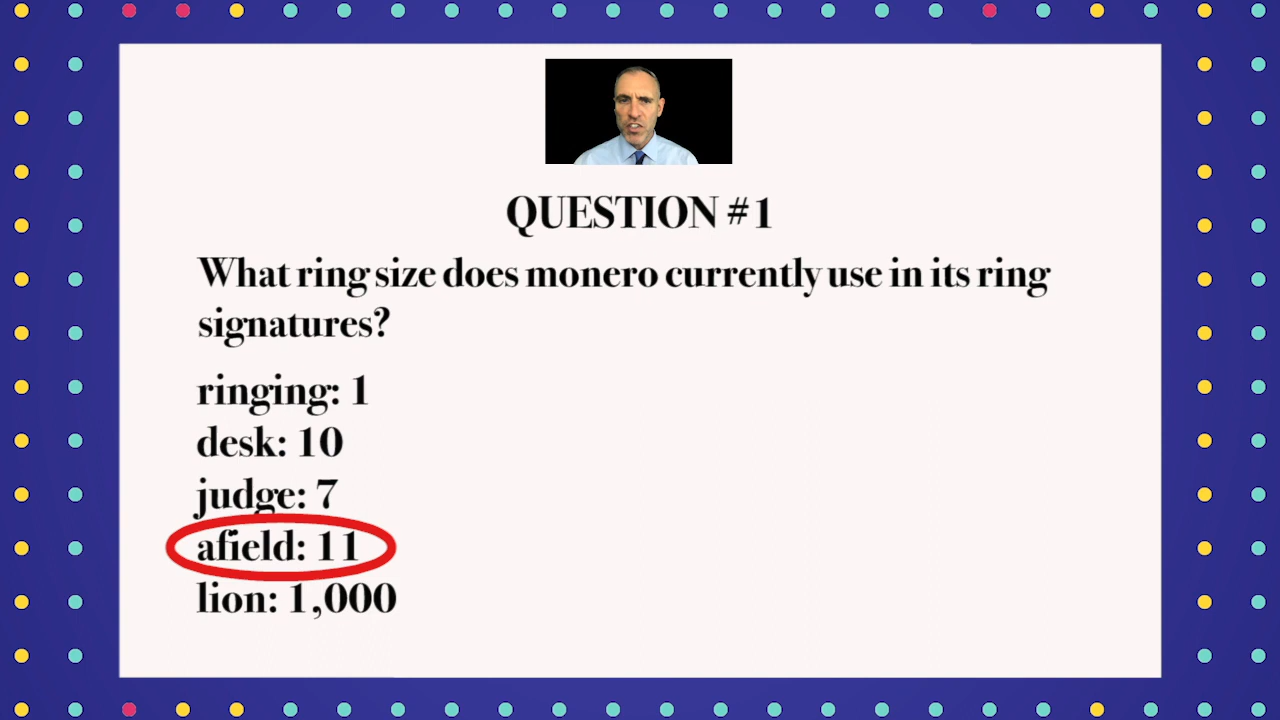 QUESTION #1
What ring size does monero currently use in its ring
signatures?
ringing: 1
desk: 10
judge: 7
afield: 11
lion: 1,000